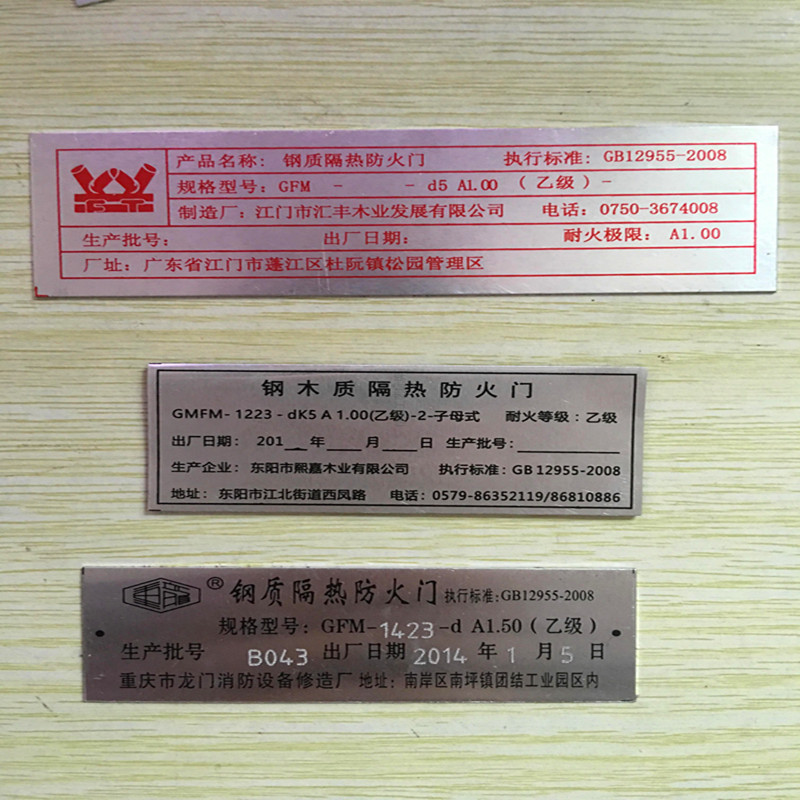 产品名称: 钢质隔热防火门 执行标准: GB12955-2008
规格型号: GFM - - d5 A1.00 (乙级) -
制造厂: 江门市汇丰木业发展有限公司 电话: 0750-3674008
生产批号: 出厂日期: 耐火极限: A1.00
厂址: 广东省江门市蓬江区杜阮镇松园管理区
钢木质隔热防火门
GMFM-1223-dK5 A 1.00(乙级)-2-子母式 耐火等级: 乙级
出厂日期: 201__年___月___日 生产批号:________
生产企业: 东阳市熙嘉木业有限公司 执行标准: GB 12955-2008
地址: 东阳市江北街道西凤路 电话: 0579-86352119/86810886
® 钢质隔热防火门 执行标准:GB12955-2008
规格型号: GFM-1423-d A1.50 (乙级)
生产批号 B043 出厂日期 2014 年 1 月 5 日
重庆市龙门消防设备修造厂 地址: 南岸区南坪镇团结工业园区内